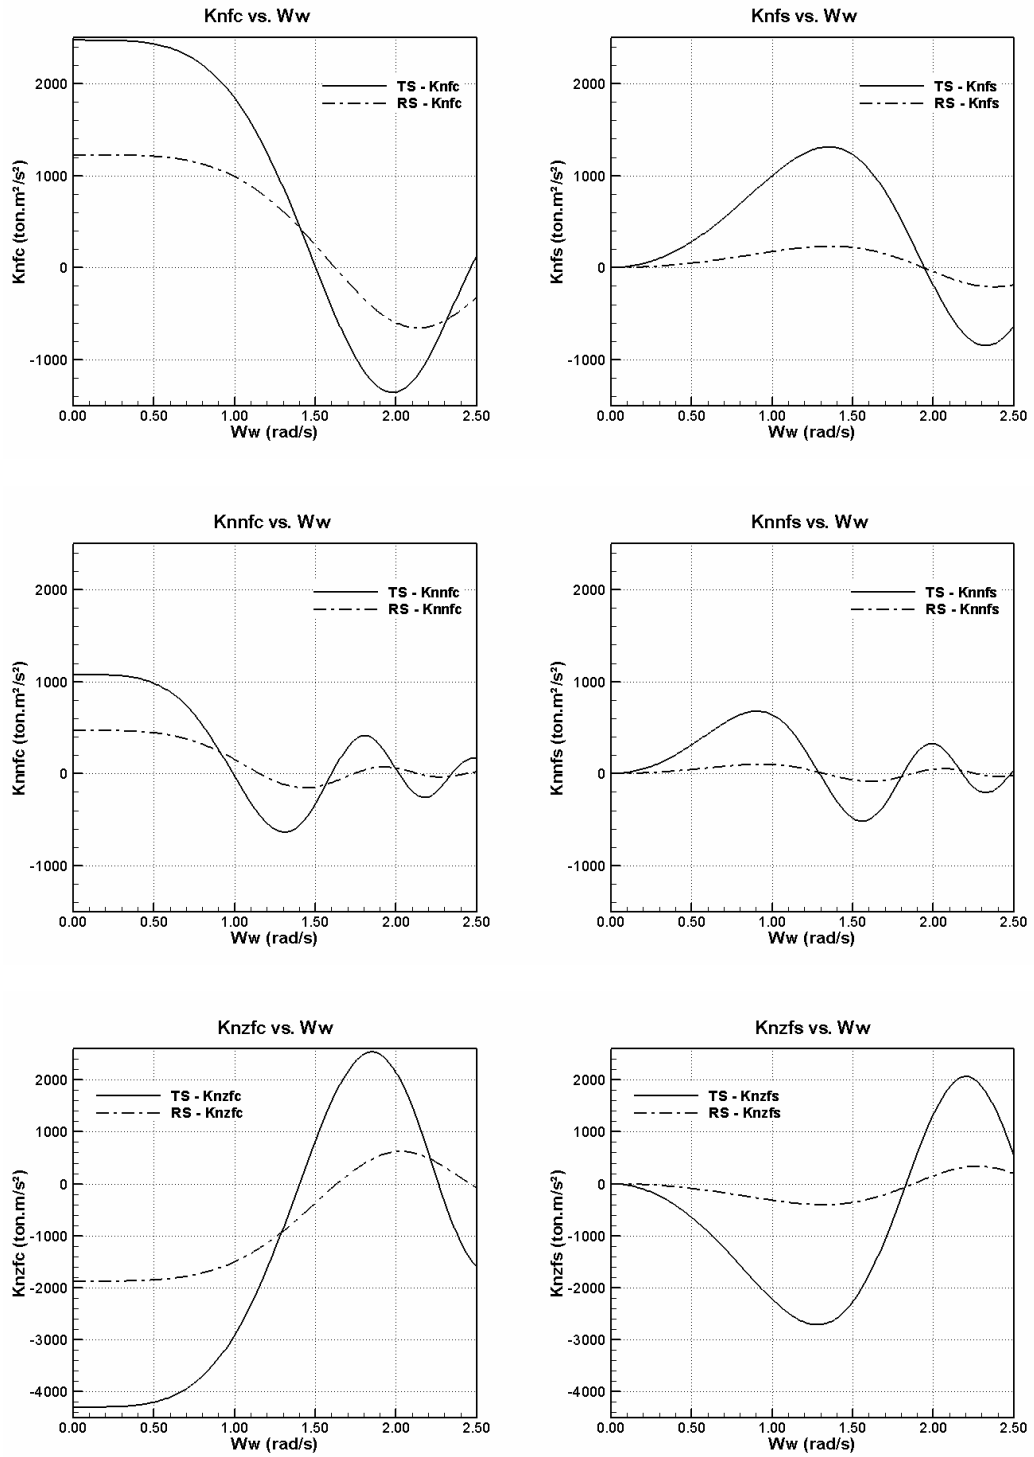 Knfc vs. Ww
Knfs vs. Ww
2000
1000
0
-1000
Knfc (ton.m²/s²)
TS - Knfc
RS - Knfc
0.00 0.50 1.00 1.50 2.00 2.50
Ww (rad/s)
2000
1000
0
-1000
Knfs (ton.m²/s²)
TS - Knfs
RS - Knfs
0.00 0.50 1.00 1.50 2.00 2.50
Ww (rad/s)
Knnfc vs. Ww
Knnfs vs. Ww
2000
1000
0
-1000
Knnfc (ton.m²/s²)
TS - Knnfc
RS - Knnfc
0.00 0.50 1.00 1.50 2.00 2.50
Ww (rad/s)
2000
1000
0
-1000
Knnfs (ton.m²/s²)
TS - Knnfs
RS - Knnfs
0.00 0.50 1.00 1.50 2.00 2.50
Ww (rad/s)
Knzfc vs. Ww
Knzfs vs. Ww
2000
1000
0
-1000
-2000
-3000
-4000
Knzfc (ton.m/s²)
TS - Knzfc
RS - Knzfc
0.00 0.50 1.00 1.50 2.00 2.50
Ww (rad/s)
2000
1000
0
-1000
-2000
-3000
-4000
Knzfs (ton.m/s²)
TS - Knzfs
RS - Knzfs
0.00 0.50 1.00 1.50 2.00 2.50
Ww (rad/s)